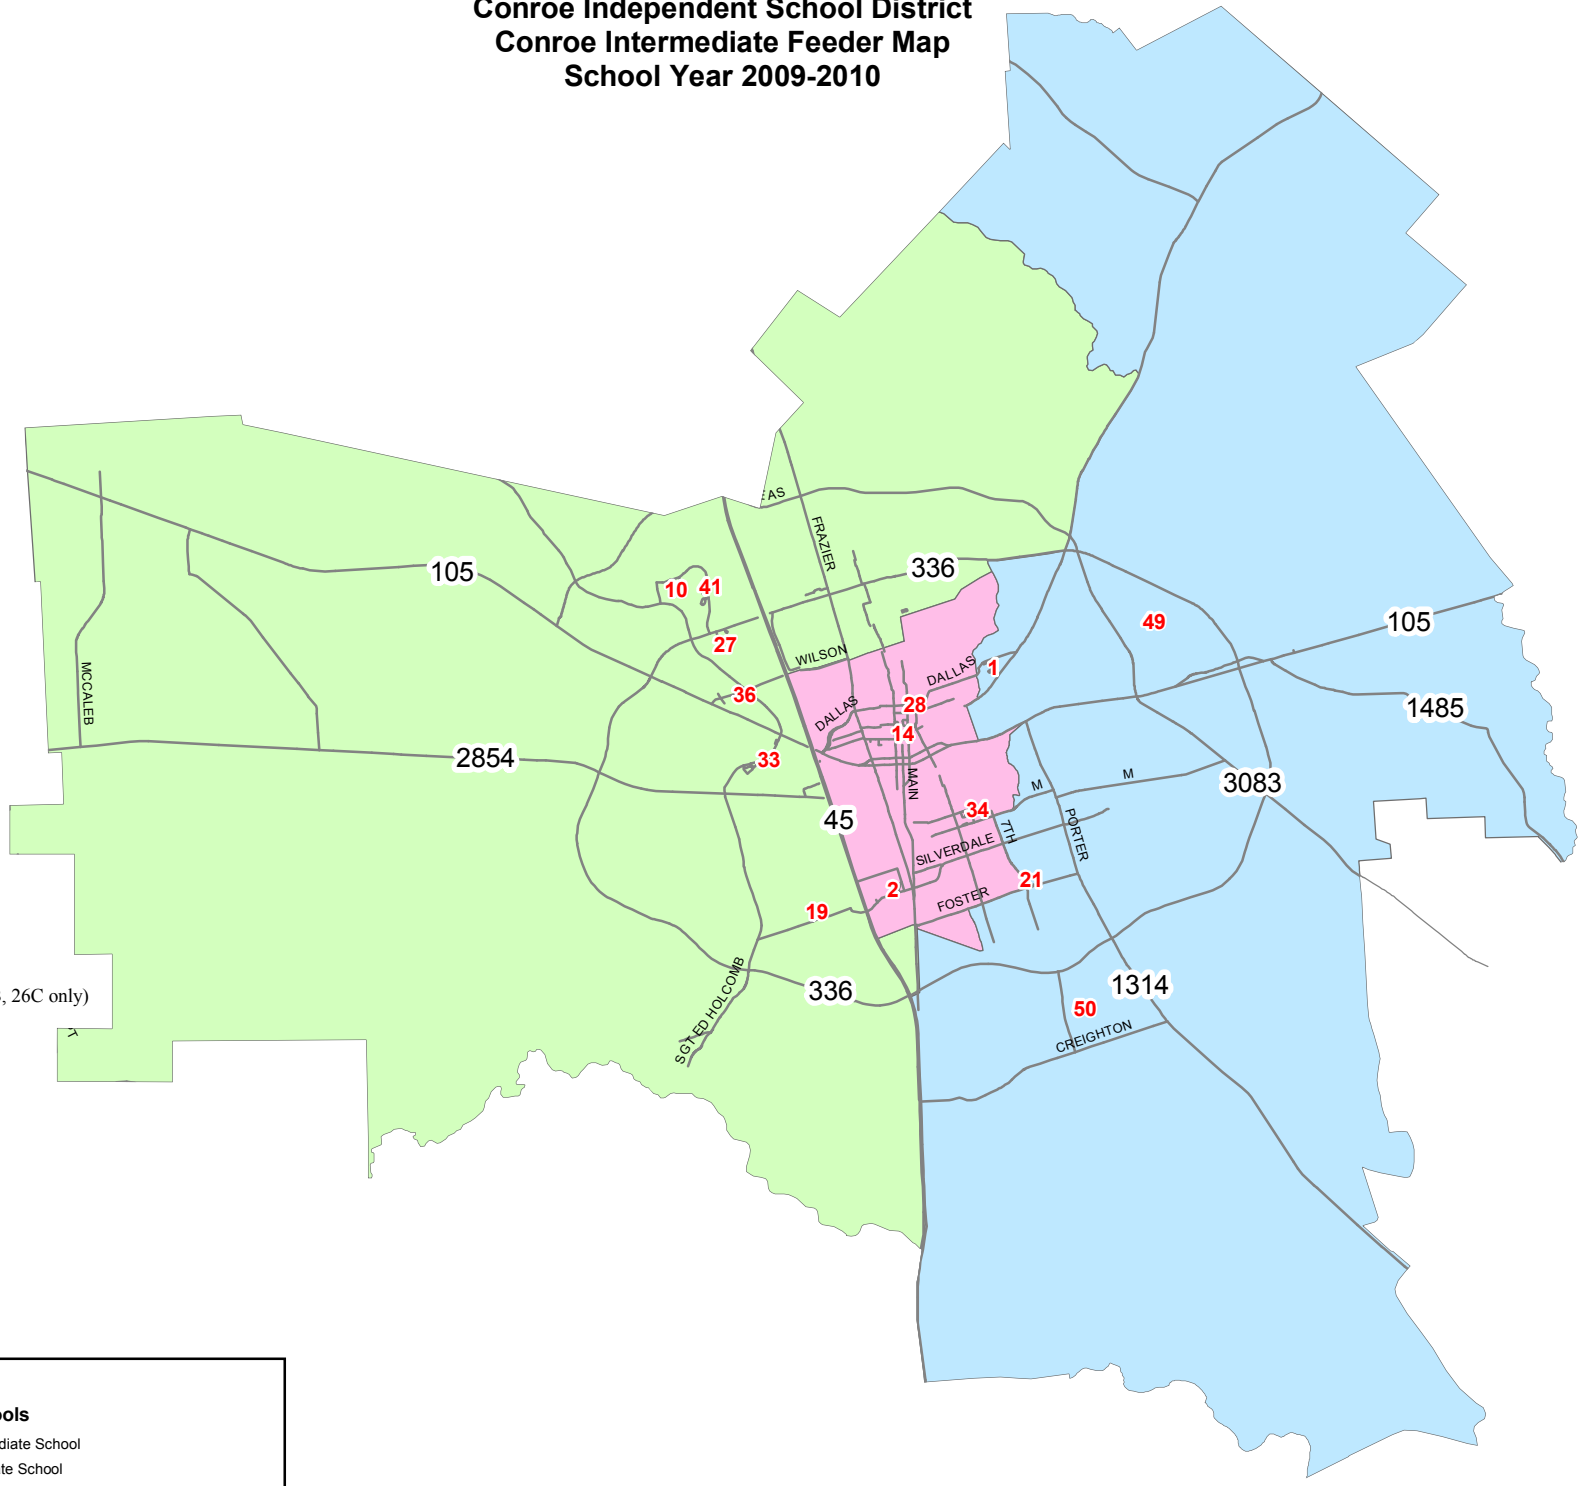 Conroe Independent School District
Conroe Intermediate Feeder Map
School Year 2009-2010
EAS
FRAZIER
336
105
10
41
49
105
27
WILSON
1
DALLAS
MCCALEB
36
28
DALLAS
1485
14
2854
33
M
M
3083
MAIN
34
45
7TH
PORTER
SILVERDALE
21
2
FOSTER
19
SGT ED HOLCOMB
1314
336
, 26C only)
50
CREIGHTON
ools
diate School
te School